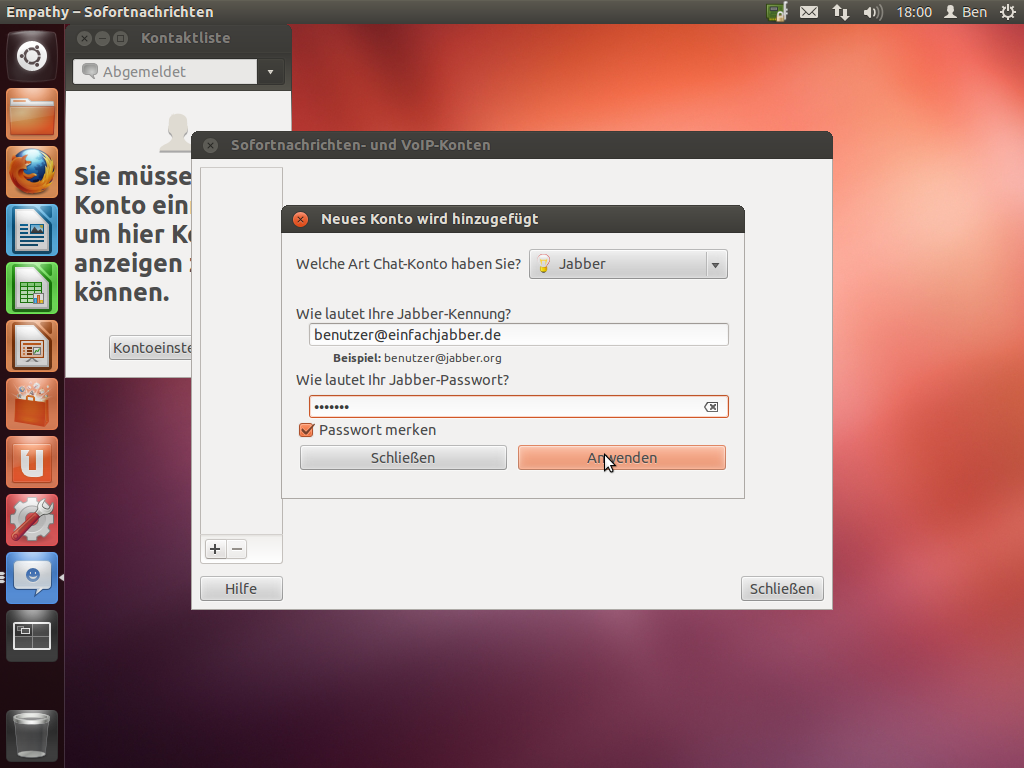 Empathy – Sofortnachrichten
18:00
Ben
Kontaktliste
Abgemeldet
Sie müsse
Konto ein
um hier K
anzeigen
können.
Kontoeinste
Sofortnachrichten- und VoIP-Konten
Neues Konto wird hinzugefügt
Welche Art Chat-Konto haben Sie?
Jabber
Wie lautet Ihre Jabber-Kennung?
benutzer@einfachjabber.de
Beispiel: benutzer@jabber.org
Wie lautet Ihr Jabber-Passwort?
•••••••
Passwort merken
Schließen
Anwenden
Hilfe
Schließen